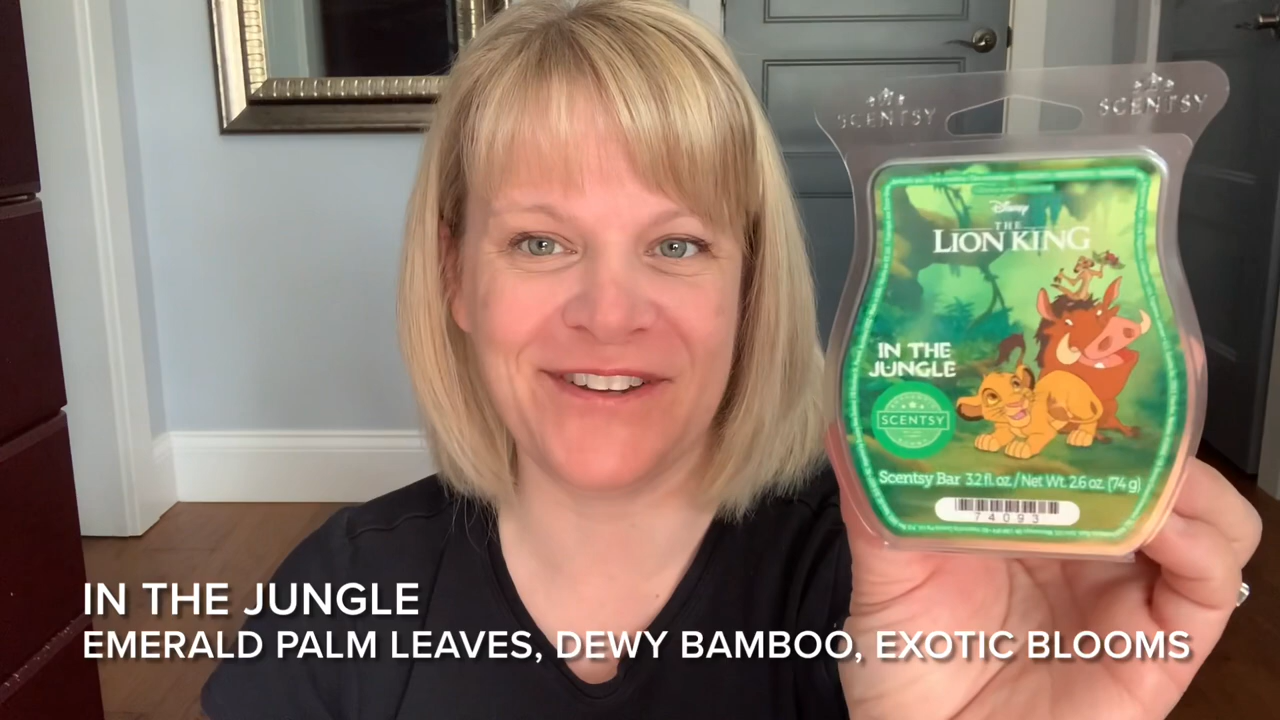 SCENTSY
SCENTSY
Disney
THE
LION KING
IN THE
JUNGLE
SCENTSY
Scentsy Bar 3.2 fl. oz. / Net Wt. 2.6 oz. (74 g)
74093
IN THE JUNGLE
EMERALD PALM LEAVES, DEWY BAMBOO, EXOTIC BLOOMS